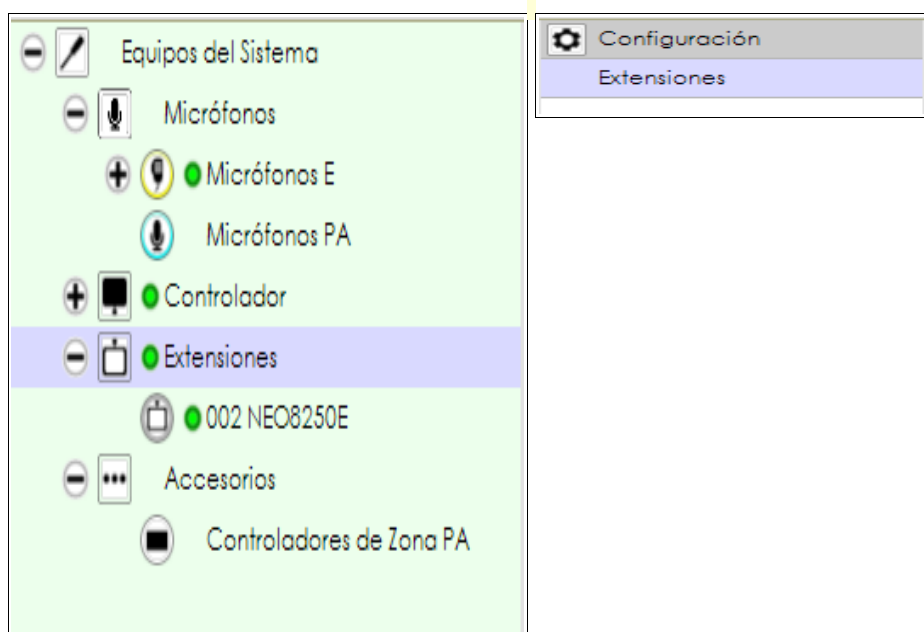 Equipos del Sistema
Micrófonos
Micrófonos E
Micrófonos PA
Controlador
Extensiones
002 NEO8250E
Accesorios
Controladores de Zona PA
Configuración
Extensiones